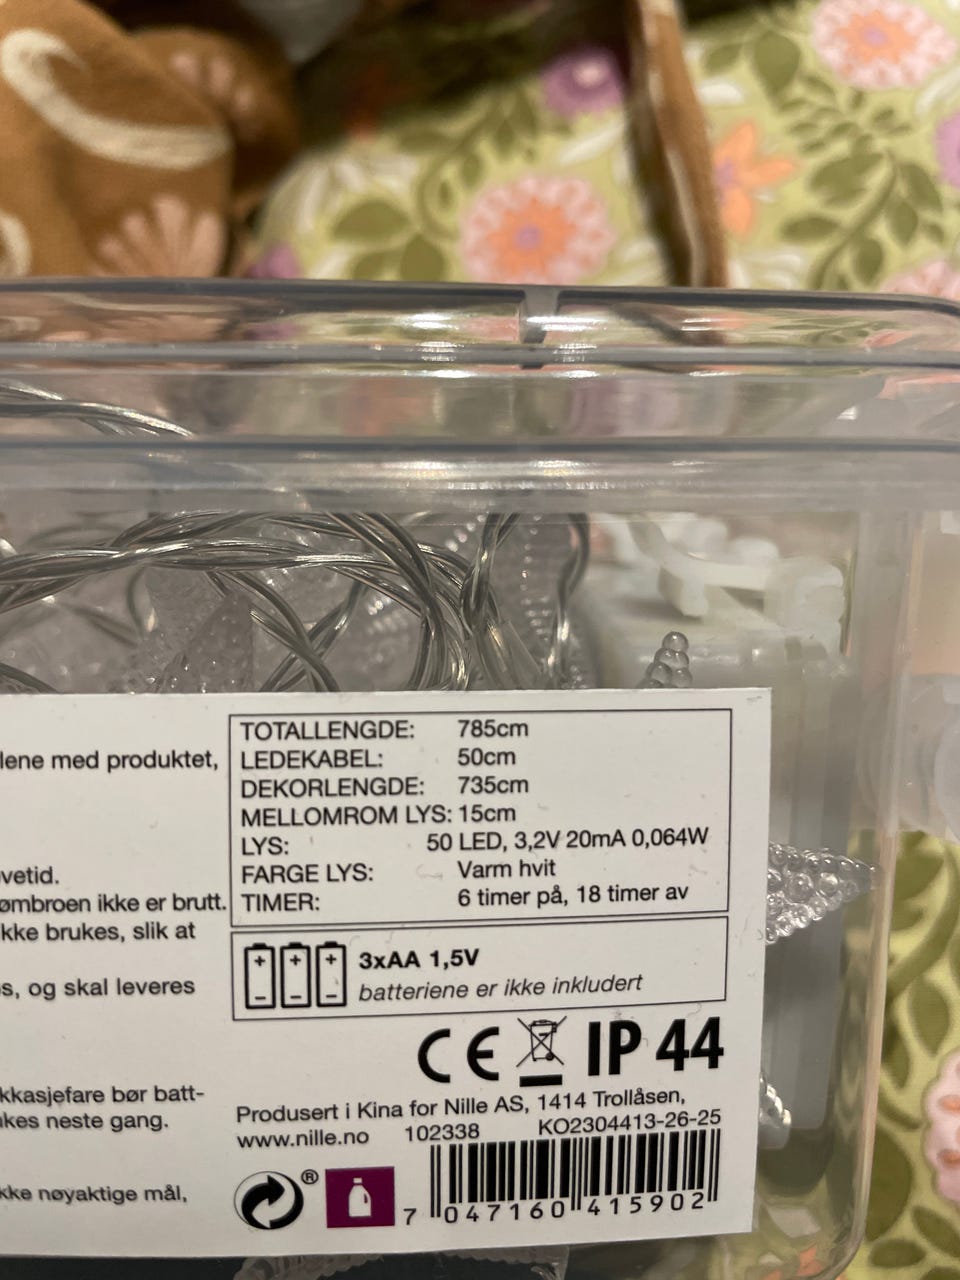 lene med produktet,
vetid.
ømbroen ikke er brutt.
kke brukes, slik at
s, og skal leveres
kkasjefare bør batt-
kes neste gang.
kke nøyaktige mål,
TOTALLENGDE: 785cm
LEDEKABEL: 50cm
DEKORLENGDE: 735cm
MELLOMROM LYS: 15cm
LYS: 50 LED, 3,2V 20mA 0,064W
FARGE LYS: Varm hvit
TIMER: 6 timer på, 18 timer av
3xAA 1,5V
batteriene er ikke inkludert
CE IP 44
Produsert i Kina for Nille AS, 1414 Trollåsen,
www.nille.no 102338 KO2304413-26-25
®
7 047160 415902